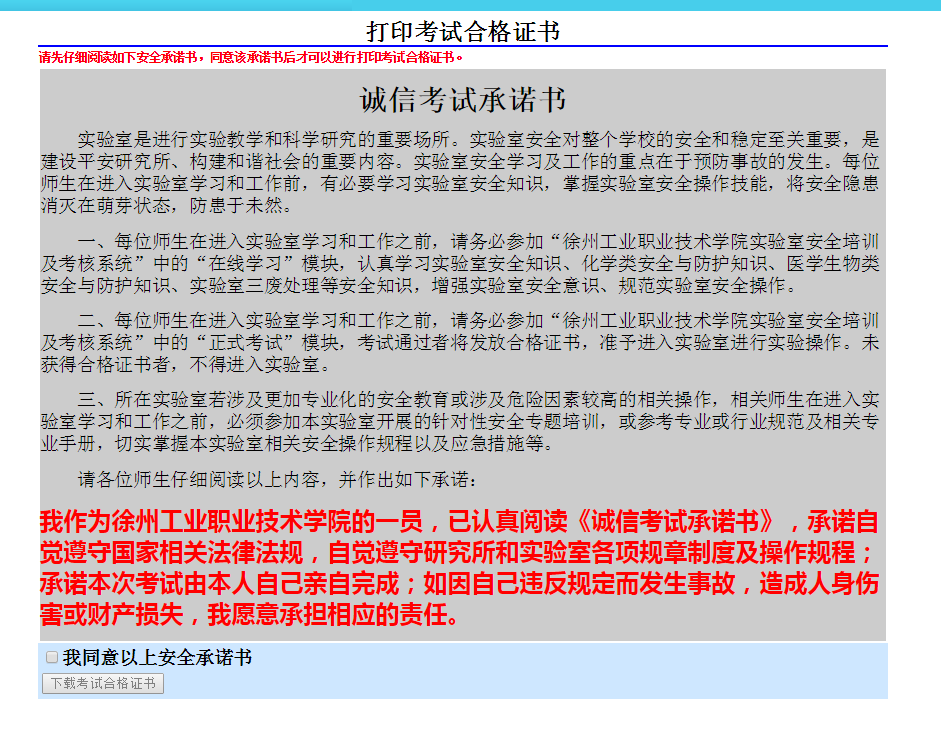 打印考试合格证书
请先仔细阅读如下安全承诺书，同意该承诺书后才可以进行打印考试合格证书。
诚信考试承诺书
实验室是进行实验教学和科学研究的重要场所。实验室安全对整个学校的安全和稳定至关重要，是
建设平安研究所、构建和谐社会的重要内容。实验室安全学习及工作的重点在于预防事故的发生。每位
师生在进入实验室学习和工作前，有必要学习实验室安全知识，掌握实验室安全操作技能，将安全隐患
消灭在萌芽状态，防患于未然。
一、每位师生在进入实验室学习和工作之前，请务必参加“徐州工业职业技术学院实验室安全培训
及考核系统”中的“在线学习”模块，认真学习实验室安全知识、化学类安全与防护知识、医学生物类
安全与防护知识、实验室三废处理等安全知识，增强实验室安全意识、规范实验室安全操作。
二、每位师生在进入实验室学习和工作之前，请务必参加“徐州工业职业技术学院实验室安全培训
及考核系统”中的“正式考试”模块，考试通过者将发放合格证书，准予进入实验室进行实验操作。未
获得合格证书者，不得进入实验室。
三、所在实验室若涉及更加专业化的安全教育或涉及危险因素较高的相关操作，相关师生在进入实
验室学习和工作之前，必须参加本实验室开展的针对性安全专题培训，或参考专业或行业规范及相关专
业手册，切实掌握本实验室相关安全操作规程以及应急措施等。
请各位师生仔细阅读以上内容，并作出如下承诺：
我作为徐州工业职业技术学院的一员，已认真阅读《诚信考试承诺书》，承诺自
觉遵守国家相关法律法规，自觉遵守研究所和实验室各项规章制度及操作规程；
承诺本次考试由本人自己亲自完成；如因自己违反规定而发生事故，造成人身伤
害或财产损失，我愿意承担相应的责任。
我同意以上安全承诺书
下载考试合格证书